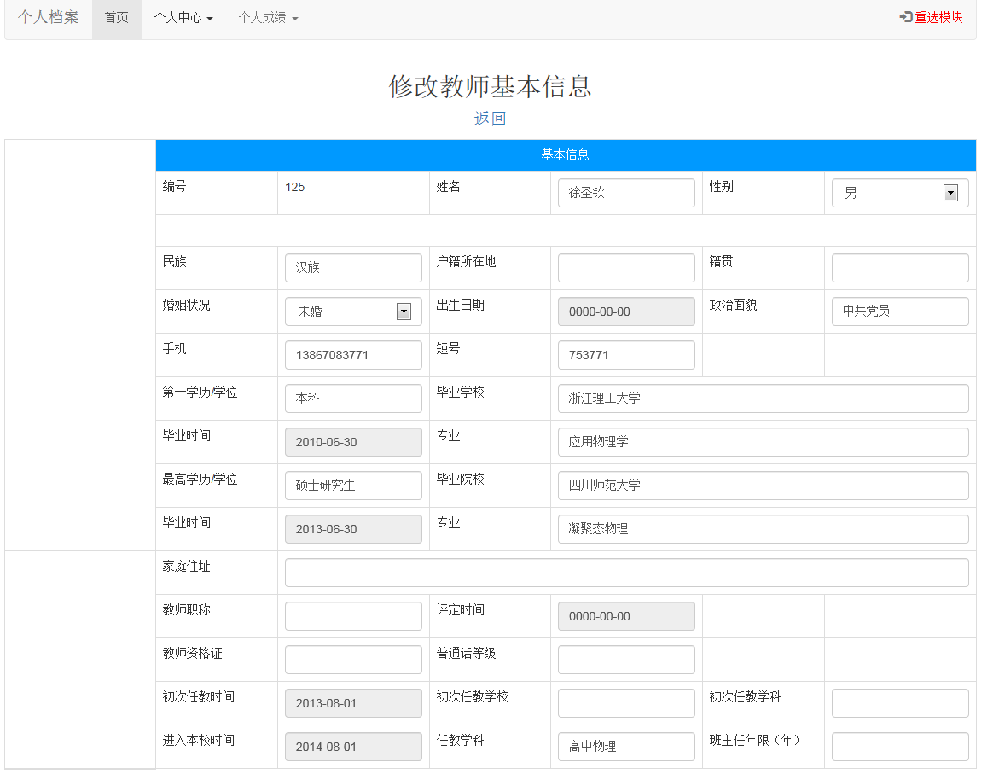 个人档案 首页 个人中心 个人成绩 重选模块
修改教师基本信息
返回
基本信息
编号 125 姓名 徐圣钦 性别 男
民族 汉族 户籍所在地 籍贯
婚姻状况 未婚 出生日期 0000-00-00 政治面貌 中共党员
手机 13867083771 短号 753771
第一学历/学位 本科 毕业学校 浙江理工大学
毕业时间 2010-06-30 专业 应用物理学
最高学历/学位 硕士研究生 毕业院校 四川师范大学
毕业时间 2013-06-30 专业 凝聚态物理
家庭住址
教师职称 评定时间 0000-00-00
教师资格证 普通话等级
初次任教时间 2013-08-01 初次任教学校 初次任教学科
进入本校时间 2014-08-01 任教学科 高中物理 班主任年限（年）